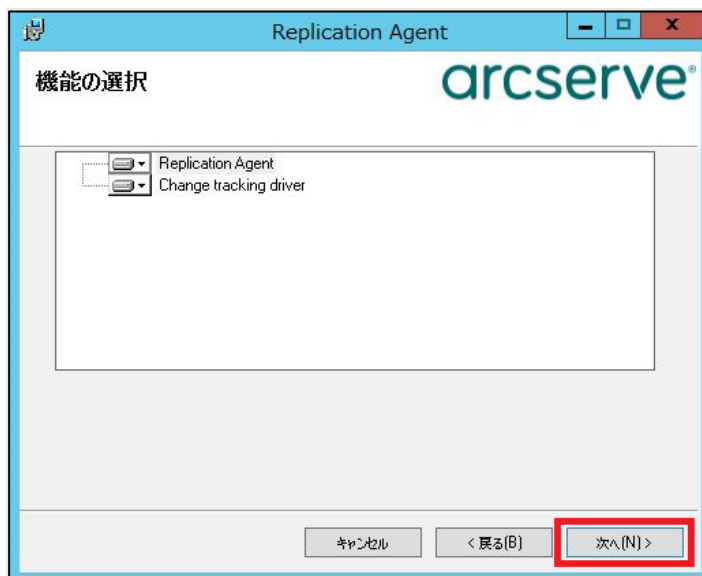 Replication Agent
機能の選択
arcserve®
Replication Agent
Change tracking driver
キャンセル
< 戻る(B)
次へ(N) >